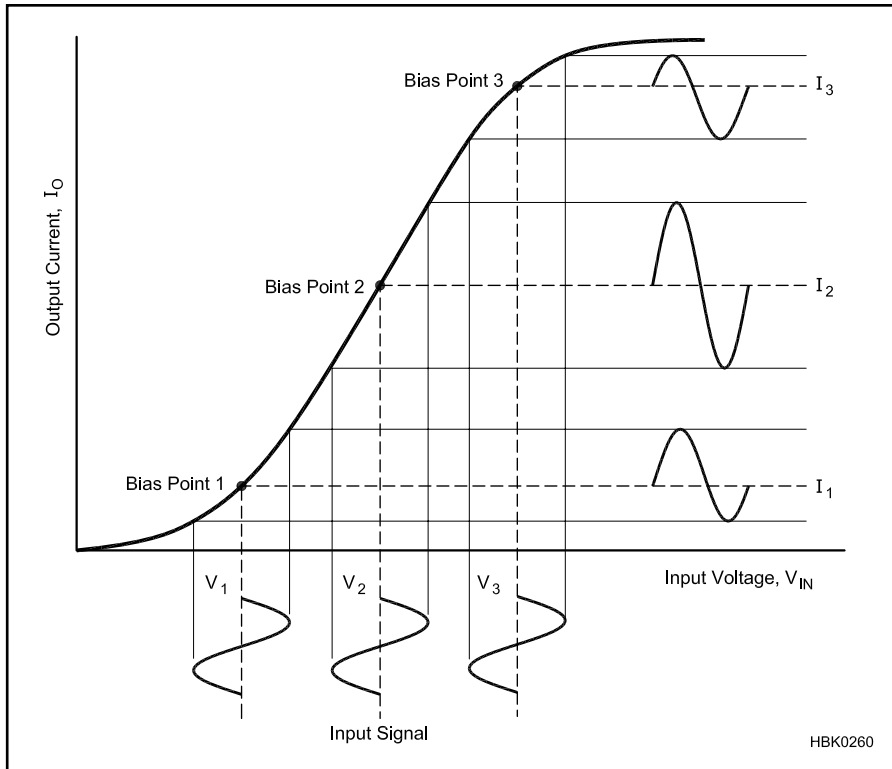 Bias Point 3
I3
Output Current, IO
Bias Point 2
I2
Bias Point 1
I1
V1
V2
V3
Input Voltage, VIN
Input Signal
HBK0260